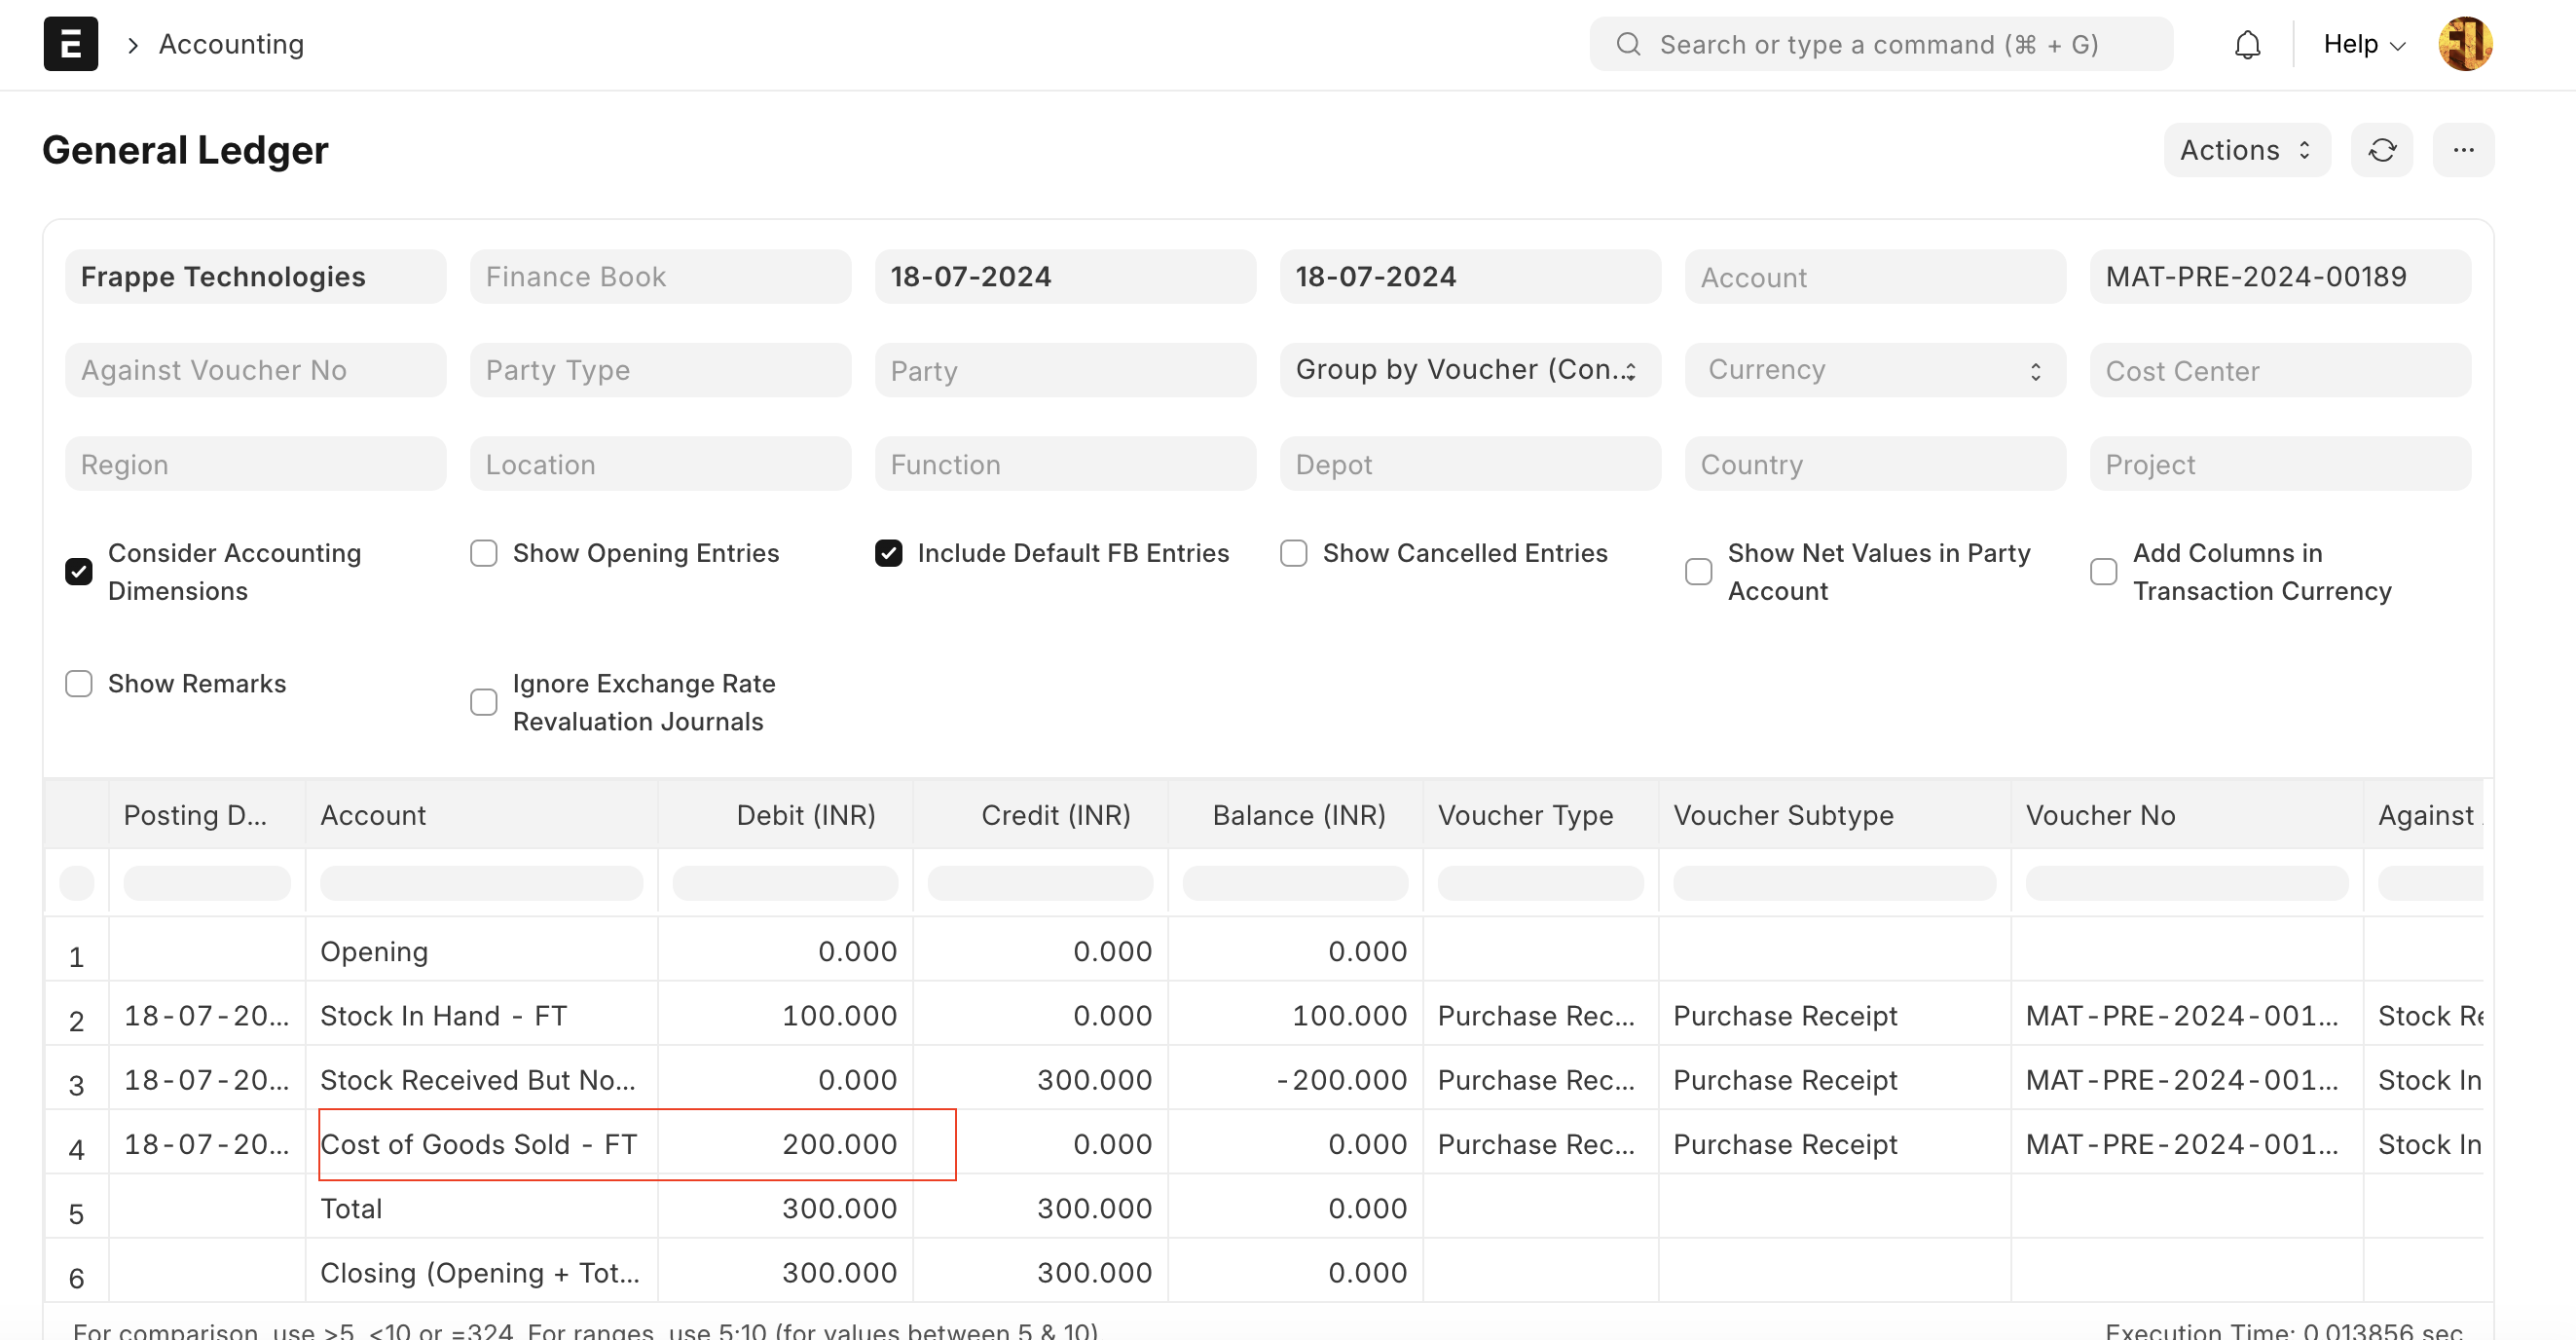 Accounting
Search or type a command (⌘ + G)
Help
General Ledger
Actions
Frappe Technologies Finance Book 18-07-2024 18-07-2024 Account MAT-PRE-2024-00189
Against Voucher No Party Type Party Group by Voucher (Con... Currency Cost Center
Region Location Function Depot Country Project
Consider Accounting Dimensions
Show Opening Entries
Include Default FB Entries
Show Cancelled Entries
Show Net Values in Party Account
Add Columns in Transaction Currency
Show Remarks
Ignore Exchange Rate Revaluation Journals
Posting D... Account Debit (INR) Credit (INR) Balance (INR) Voucher Type Voucher Subtype Voucher No Against
1 Opening 0.000 0.000 0.000
2 18-07-20... Stock In Hand - FT 100.000 0.000 100.000 Purchase Rec... Purchase Receipt MAT-PRE-2024-001... Stock Re
3 18-07-20... Stock Received But No... 0.000 300.000 -200.000 Purchase Rec... Purchase Receipt MAT-PRE-2024-001... Stock In
4 18-07-20... Cost of Goods Sold - FT 200.000 0.000 0.000 Purchase Rec... Purchase Receipt MAT-PRE-2024-001... Stock In
5 Total 300.000 300.000 0.000
6 Closing (Opening + Tot... 300.000 300.000 0.000
For comparison, use >5, <10 or =324. For ranges, use 5:10 (for values between 5 & 10).
Execution Time: 0.013856 sec